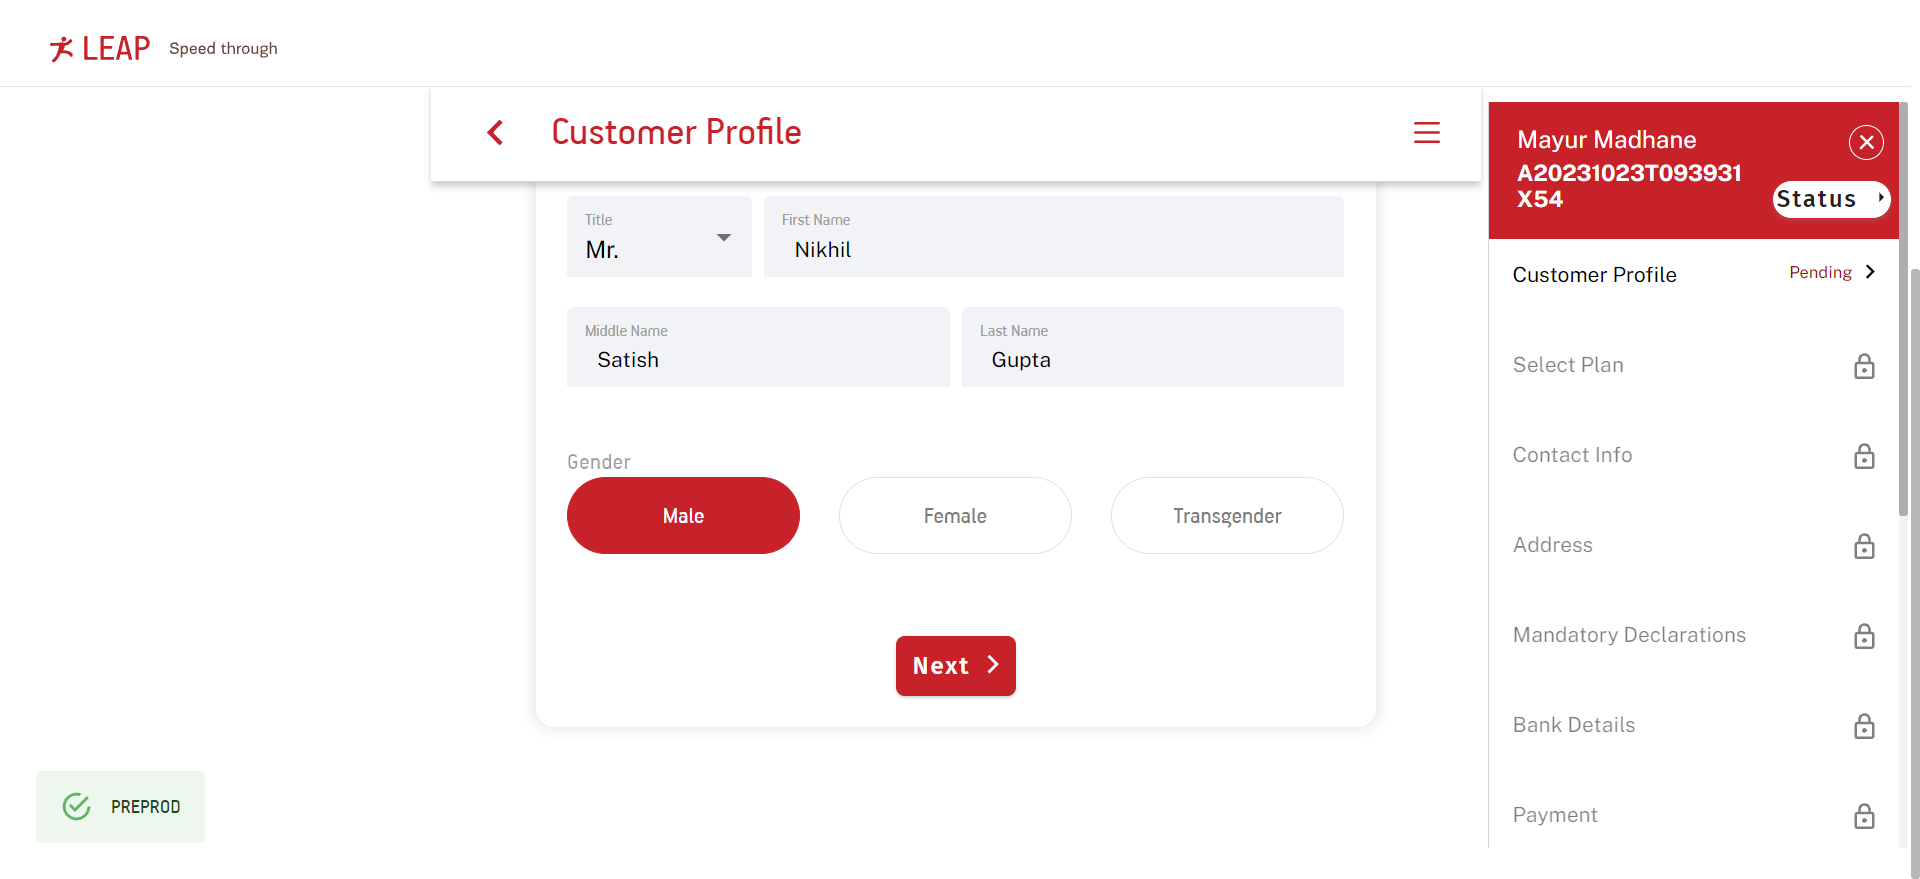 LEAP
Speed through
Customer Profile
Title
Mr.
First Name
Nikhil
Middle Name
Satish
Last Name
Gupta
Gender
Male
Female
Transgender
Next
PREPROD
Mayur Madhane
A20231023T093931
X54
Status
Customer Profile
Pending
Select Plan
Contact Info
Address
Mandatory Declarations
Bank Details
Payment